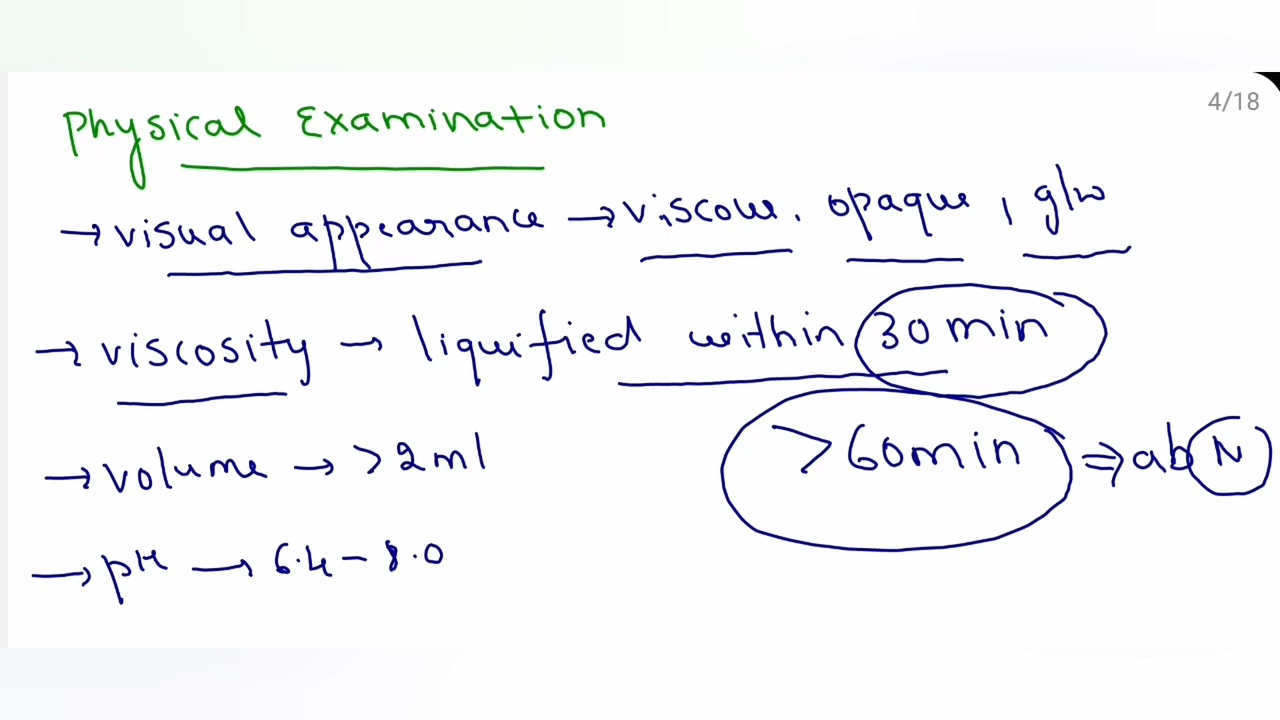 4/18
Physical Examination
→ visual appearance → viscous, opaque, g/w
→ viscosity → liquified within 30 min
>60min ⇒ abN
→ volume → >2ml
→ pH → 6.4 - 8.0